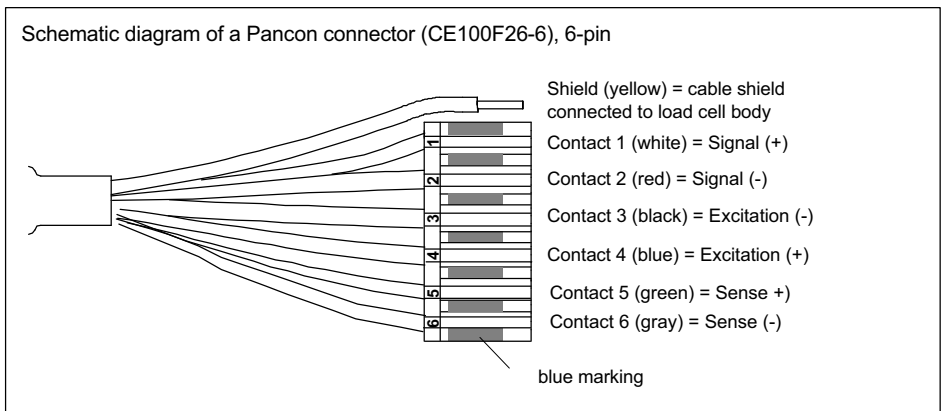 Schematic diagram of a Pancon connector (CE100F26-6), 6-pin
Shield (yellow) = cable shield
connected to load cell body
1
Contact 1 (white) = Signal (+)
2
Contact 2 (red) = Signal (-)
3
Contact 3 (black) = Excitation (-)
4
Contact 4 (blue) = Excitation (+)
5
Contact 5 (green) = Sense +)
6
Contact 6 (gray) = Sense (-)
blue marking